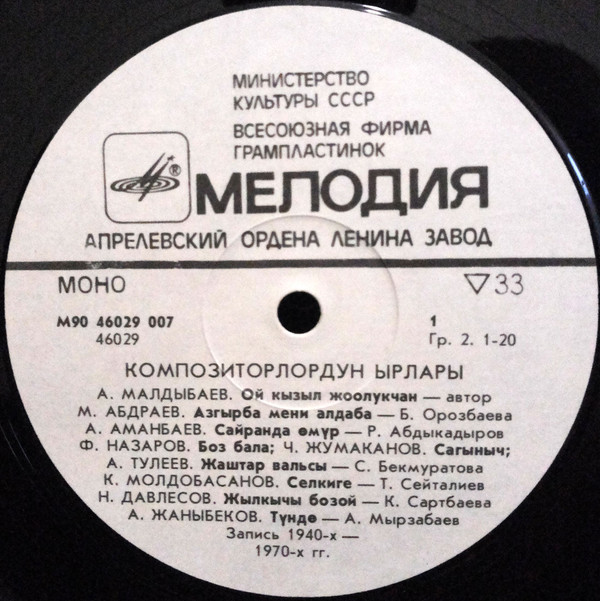 МИНИСТЕРСТВО
КУЛЬТУРЫ СССР
ВСЕСОЮЗНАЯ ФИРМА
ГРАМПЛАСТИНОК
® МЕЛОДИЯ
АПРЕЛЕВСКИЙ ОРДЕНА ЛЕНИНА ЗАВОД
МОНО ▽33
М90 46029 007 1
46029 Гр. 2. 1-20
КОМПОЗИТОРЛОРДУН ЫРЛАРЫ
А. МАЛДЫБАЕВ. Ой кызыл жоолукчан — автор
М. АБДРАЕВ. Азгырба мени алдаба — Б. Орозбаева
А. АМАНБАЕВ. Сайранда өмүр — Р. Абдыкадыров
Ф. НАЗАРОВ. Боз бала; Ч. ЖУМАКАНОВ. Сагыныч;
А. ТУЛЕЕВ. Жаштар вальсы — С. Бекмуратова
К. МОЛДОБАСАНОВ. Селкиге — Т. Сейталиев
Н. ДАВЛЕСОВ. Жылкычы бозой — К. Сартбаева
А. ЖАНЫБЕКОВ. Түндө — А. Мырзабаев
Запись 1940-х —
1970-х гг.